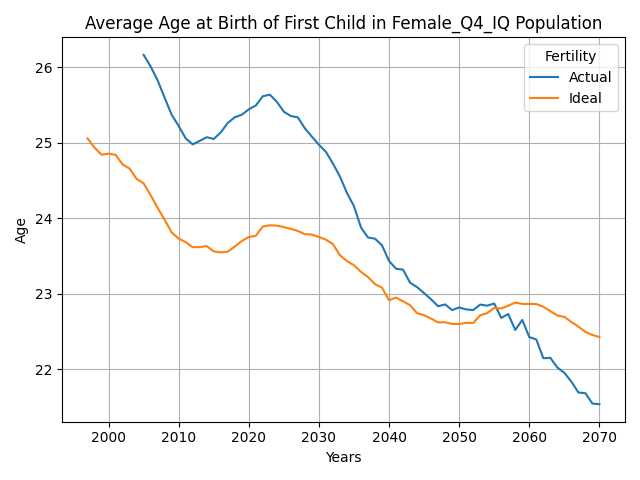 Average Age at Birth of First Child in Female_Q4_IQ Population
Fertility
Actual
Ideal
Age
26
25
24
23
22
2000 2010 2020 2030 2040 2050 2060 2070
Years